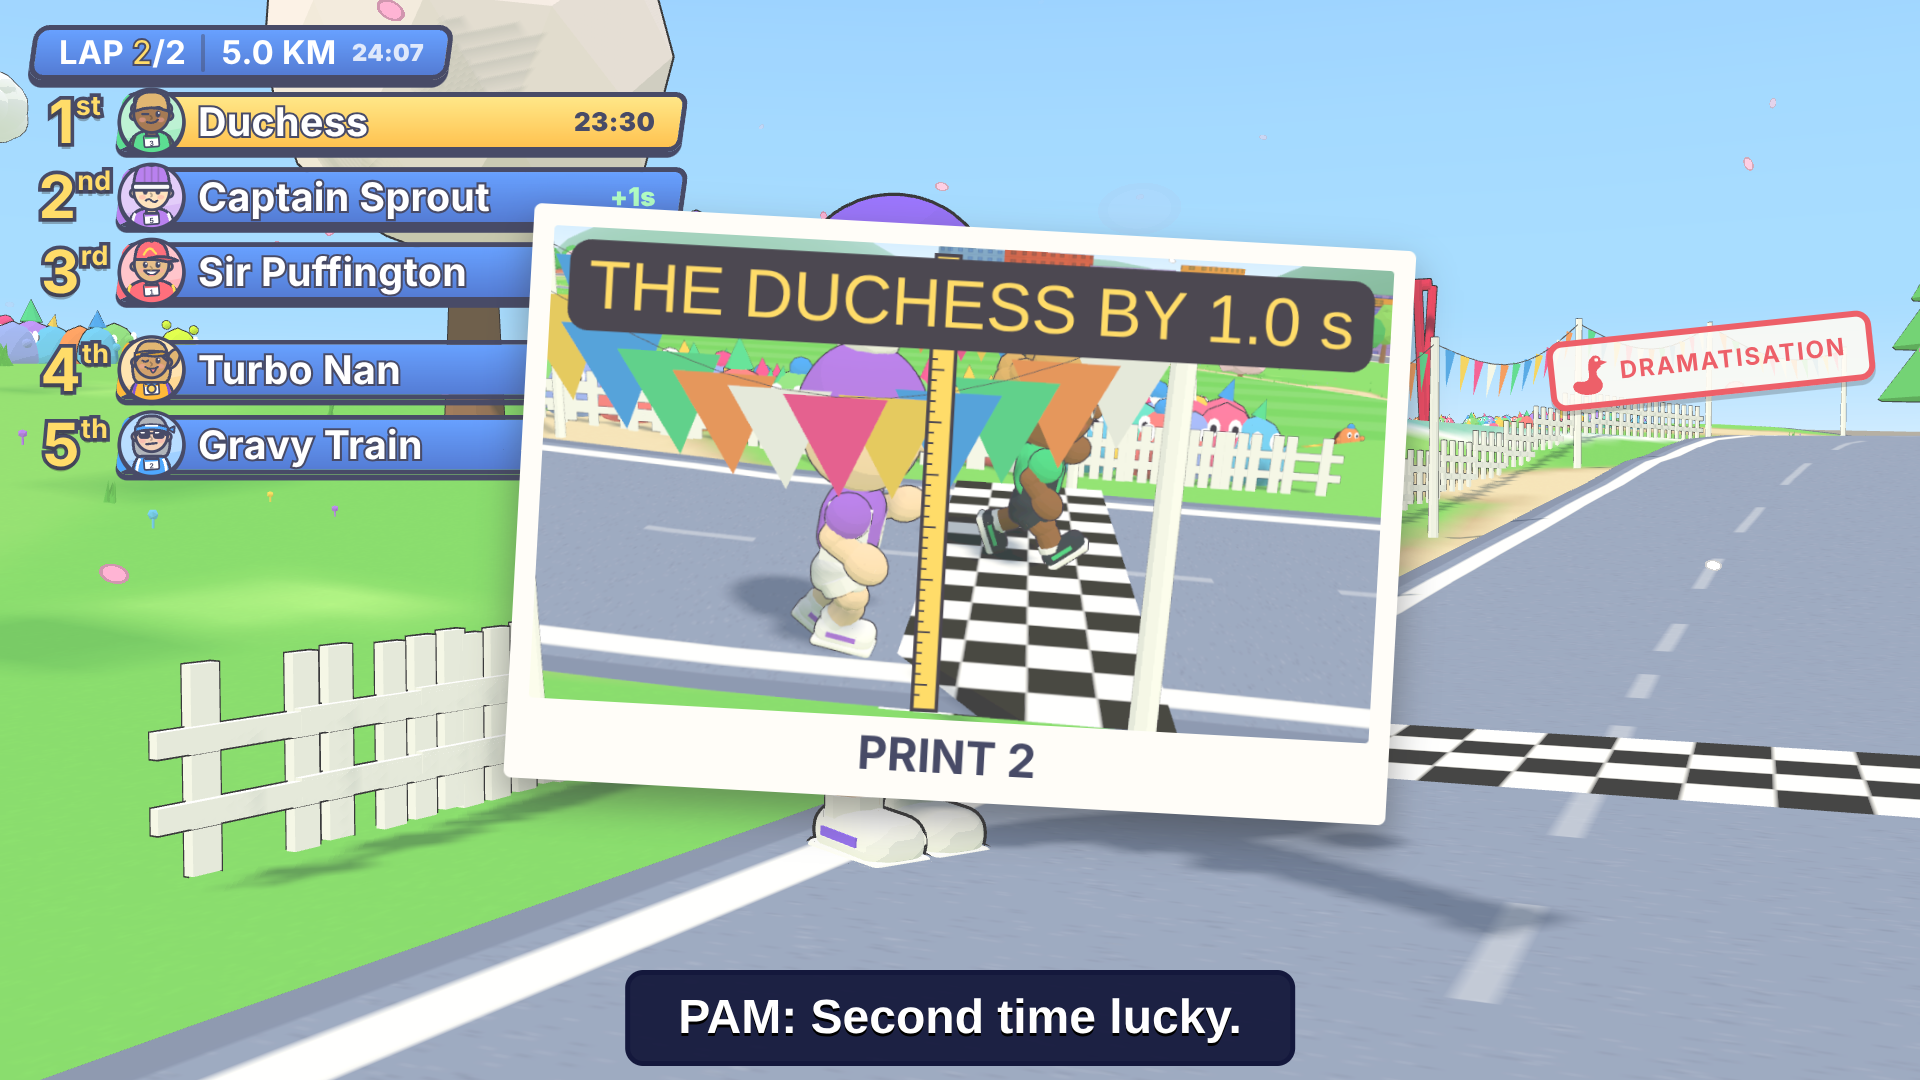 LAP 2/2 5.0 KM 24:07
1st Duchess 23:30
2nd Captain Sprout +1s
3rd Sir Puffington
4th Turbo Nan
5th Gravy Train
THE DUCHESS BY 1.0 s
PRINT 2
DRAMATISATION
PAM: Second time lucky.